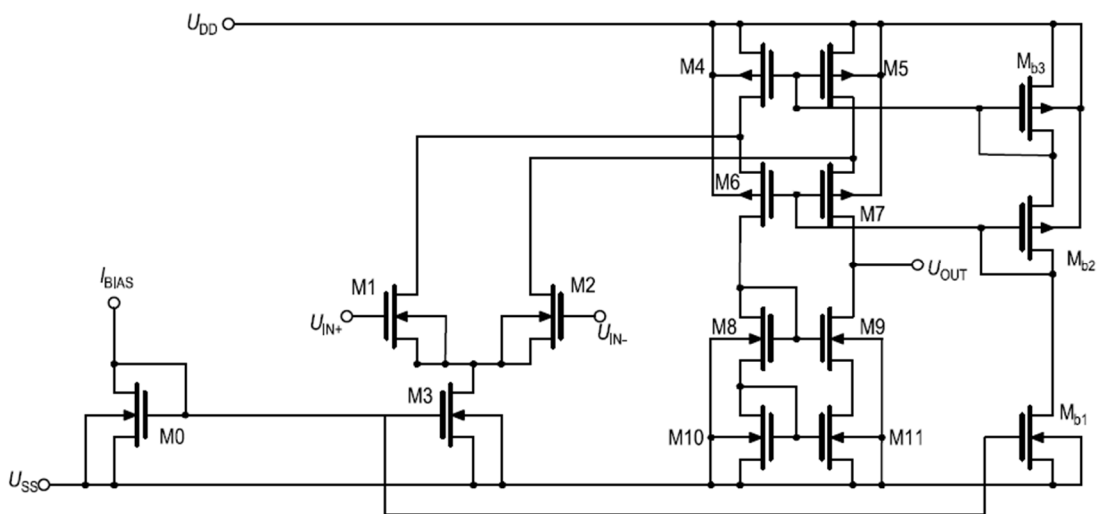 UDD
M4
M5
Mb3
M6
M7
Mb2
UOUT
IBIAS
M1
M2
UIN+
UIN-
M8
M9
M3
M0
M10
M11
Mb1
USS